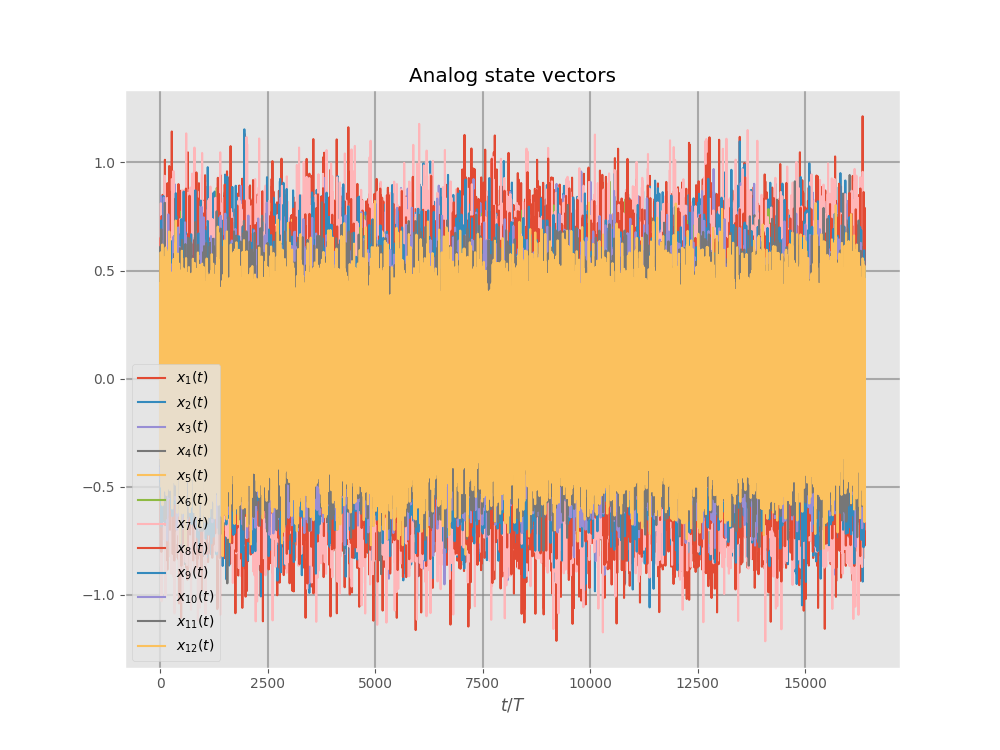 Analog state vectors
1.0
0.5
0.0
−0.5
−1.0
x₁(t)
x₂(t)
x₃(t)
x₄(t)
x₅(t)
x₆(t)
x₇(t)
x₈(t)
x₉(t)
x₁₀(t)
x₁₁(t)
x₁₂(t)
0 2500 5000 7500 10000 12500 15000
t/T